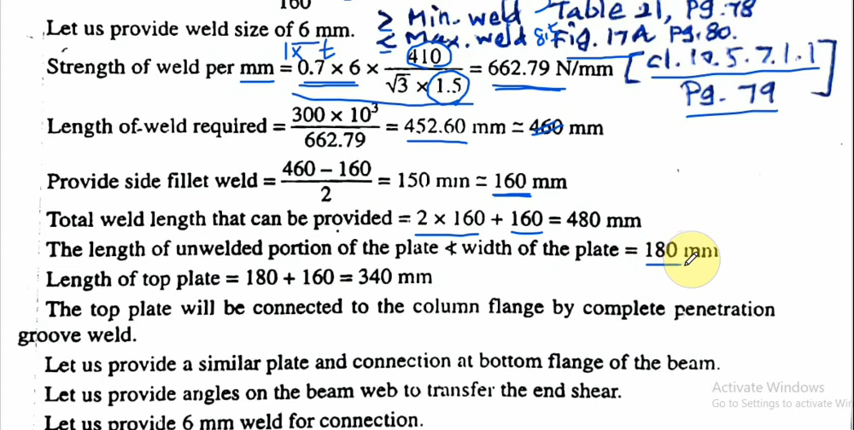 160
Let us provide weld size of 6 mm.
≥ Min. weld Table 21, Pg. 78
≤ Max. weld size Fig. 17A Pg. 80.
1 x t
Strength of weld per mm = 0.7 × 6 × 410 / √3 × 1.5 = 662.79 N/mm [cl. 10.5.7.1.1
Pg. 79]
Length of weld required = 300 × 10³ / 662.79 = 452.60 mm ≃ 460 mm
Provide side fillet weld = 460 – 160 / 2 = 150 min ≃ 160 mm
Total weld length that can be provided = 2 × 160 + 160 = 480 mm
The length of unwelded portion of the plate ≮ width of the plate = 180 mm
Length of top plate = 180 + 160 = 340 mm
The top plate will be connected to the column flange by complete penetration
groove weld.
Let us provide a similar plate and connection at bottom flange of the beam.
Let us provide angles on the beam web to transfer the end shear.
Let us provide 6 mm weld for connection.
Activate Windows
Go to Settings to activate Wi